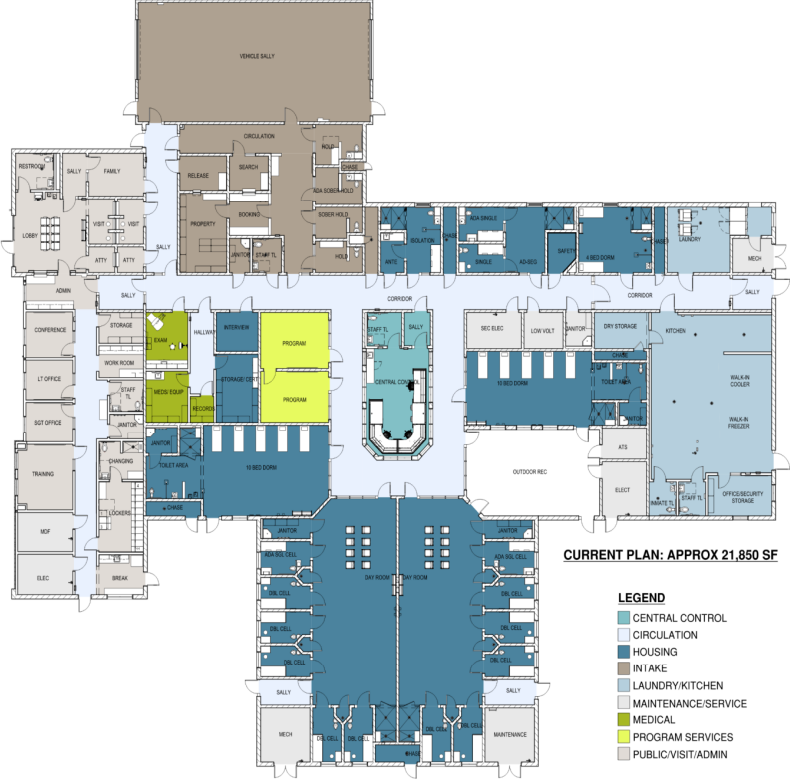 VEHICLE SALLY
CIRCULATION
ROLD
RESTROOM
SALLY
FAMILY
RELEASE
SEARCH
CHASE
ADA SOBER HOLD
LOBBY
VISIT
VISIT
PROPERTY
BOOKING
SOBER HOLD
ISOLATION
CHASE
ADA SINGLE
SAFETY
4 BED DORM
CHASE
LAUNDRY
ATTY
ATTY
SALLY
JANITOR
STAFF TL
HOLD
ANTE
SINGLE
AD-SEG
MECH
ADMIN
SALLY
CORRIDOR
CORRIDOR
SALLY
CONFERENCE
STORAGE
EXAM
HALLWAY
INTERVIEW
PROGRAM
STAFF TL
SALLY
SEC ELEC
LOW VOLT
JANITOR
DRY STORAGE
KITCHEN
CHASE
WORK ROOM
LT OFFICE
STAFF
TL
MEDS/ EQUIP
STORAGE/ CERT
PROGRAM
CENTRAL CONTROL
10 BED DORM
TOILET AREA
WALK-IN
COOLER
RECORDS
SGT OFFICE
JANITOR
JANITOR
WALK-IN
FREEZER
JANITOR
CHANGING
TOILET AREA
10 BED DORM
OUTDOOR REC
ATS
TRAINING
LOCKERS
CHASE
ELECT
INMATE TL
STAFF TL
OFFICE/SECURITY
STORAGE
MDF
JANITOR
JANITOR
ELEC
BREAK
ADA SGL CELL
DAY ROOM
DAY ROOM
ADA SGL CELL
DBL CELL
DBL CELL
DBL CELL
DBL CELL
DBL CELL
DBL CELL
SALLY
SALLY
MECH
DBL CELL
DBL CELL
CHASE
DBL CELL
DBL CELL
MAINTENANCE
CURRENT PLAN: APPROX 21,850 SF
LEGEND
CENTRAL CONTROL
CIRCULATION
HOUSING
INTAKE
LAUNDRY/KITCHEN
MAINTENANCE/SERVICE
MEDICAL
PROGRAM SERVICES
PUBLIC/VISIT/ADMIN